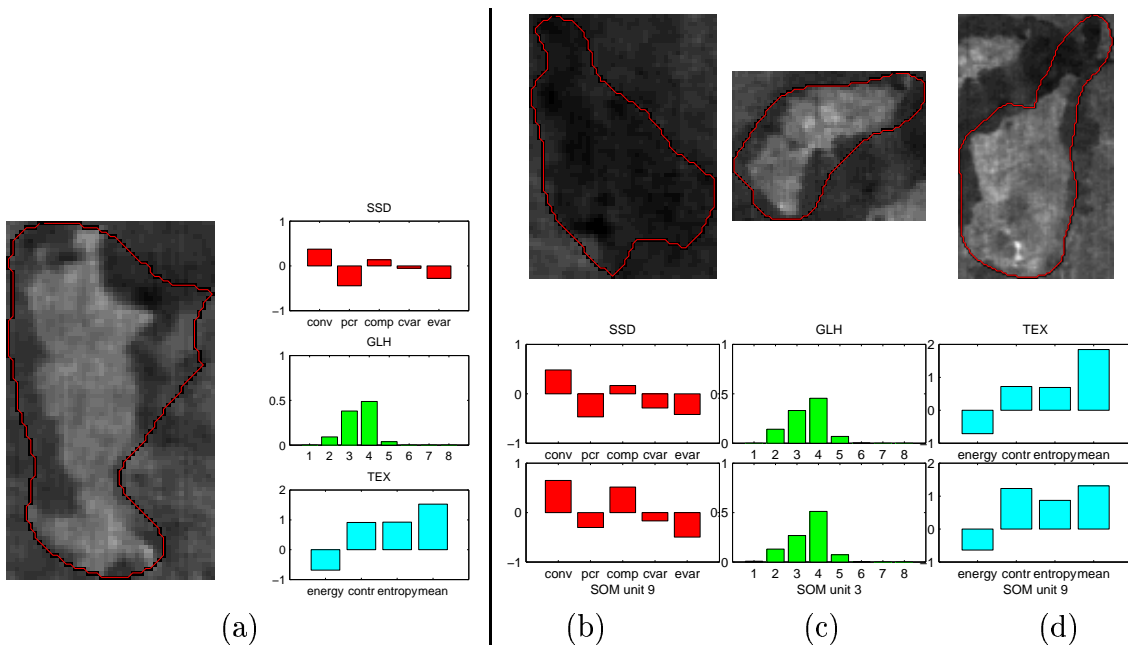 SSD
1
0
−1
conv pcr comp cvar evar
GLH
1
0.5
0
1 2 3 4 5 6 7 8
TEX
2
1
0
−1
energy contr entropy mean
(a)
SSD GLH TEX
1
0
−1
conv pcr comp cvar evar
1
0.5
0
1 2 3 4 5 6 7 8
2
1
0
−1
energy contr entropy mean
1
0
−1
conv pcr comp cvar evar
1
0.5
0
1 2 3 4 5 6 7 8
2
1
0
−1
energy contr entropy mean
SOM unit 9 SOM unit 3 SOM unit 9
(b) (c) (d)